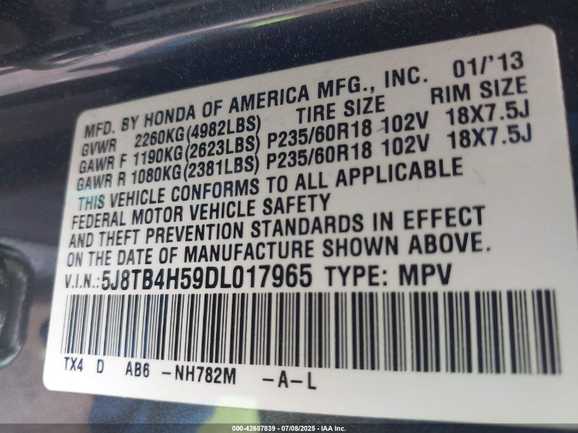 MFD. BY HONDA OF AMERICA MFG., INC. 01/'13
GVWR 2260KG(4982LBS) TIRE SIZE RIM SIZE
GAWR F 1190KG(2623LBS) P235/60R18 102V 18X7.5J
GAWR R 1080KG(2381LBS) P235/60R18 102V 18X7.5J
THIS VEHICLE CONFORMS TO ALL APPLICABLE
FEDERAL MOTOR VEHICLE SAFETY
AND THEFT PREVENTION STANDARDS IN EFFECT
ON THE DATE OF MANUFACTURE SHOWN ABOVE.
V.I.N.:5J8TB4H59DL017965 TYPE: MPV
TX4 D AB6 -NH782M -A-L
000-42687839 - 07/08/2025 - IAA Inc.